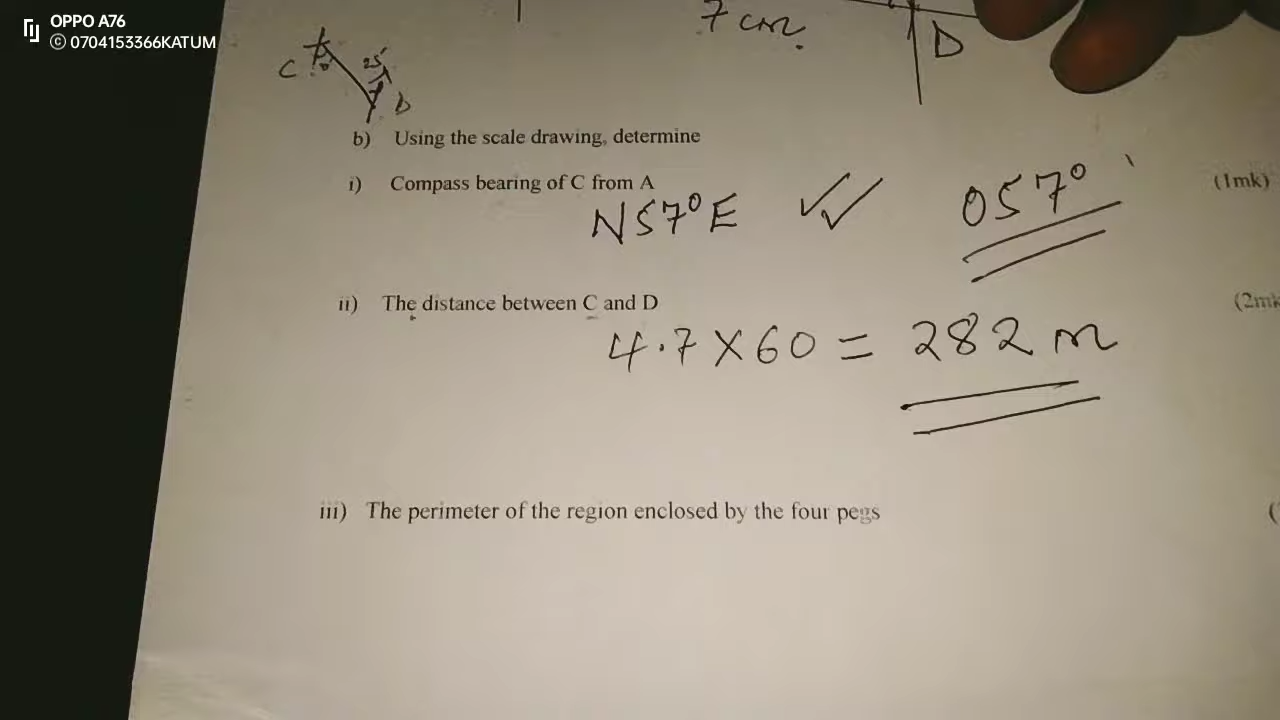 OPPO A76
© 0704153366KATUM
7 cm.
D
C
25
D
b) Using the scale drawing, determine
i) Compass bearing of C from A (1mk)
N57°E 057°
ii) The distance between C and D (2mk
4.7 × 60 = 282 m
iii) The perimeter of the region enclosed by the four pegs (